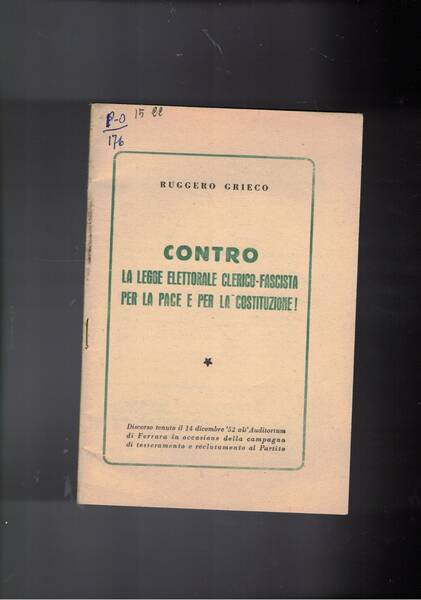 P-O 15 22
176
RUGGERO GRIECO
CONTRO
LA LEGGE ELETTORALE CLERICO-FASCISTA
PER LA PACE E PER LA COSTITUZIONE!
Discorso tenuto il 14 dicembre '52 all'Auditorium
di Ferrara in occasione della campagna
di tesseramento e reclutamento al Partito